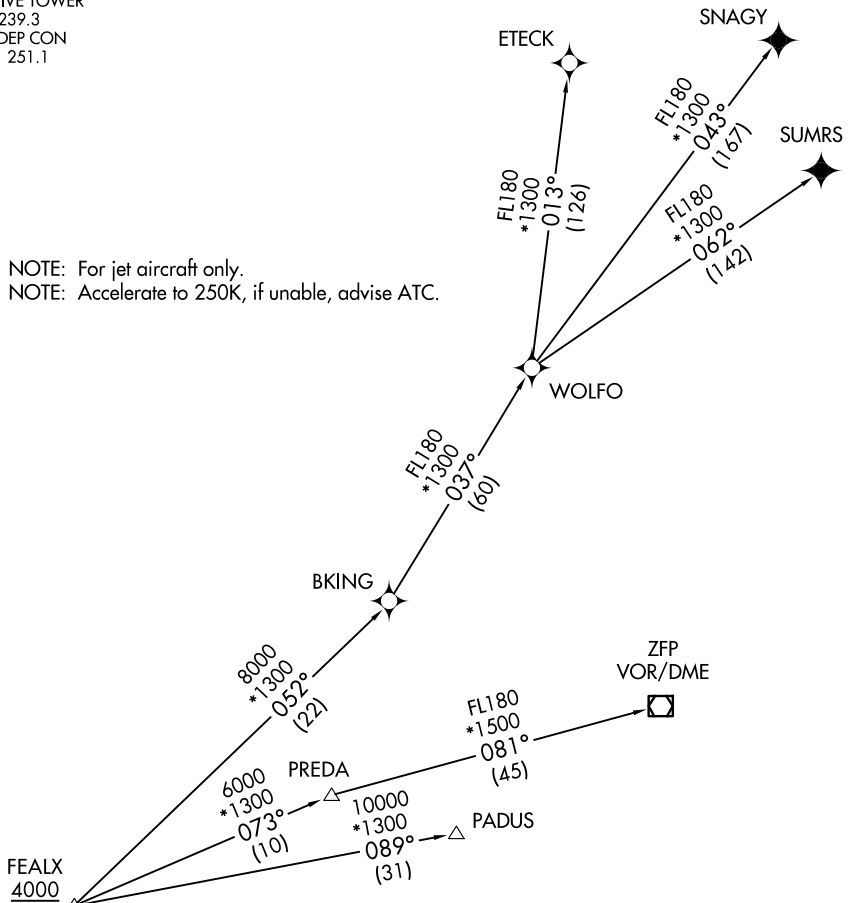 TOWER
239.3
DEP CON
251.1
SNAGY
ETECK
FL180
*1300
043°
(167)
SUMRS
FL180
*1300
013°
(126)
FL180
*1300
062°
(142)
NOTE: For jet aircraft only.
NOTE: Accelerate to 250K, if unable, advise ATC.
WOLFO
FL180
*1300
037°
(60)
BKING
8000
*1300
052°
(22)
ZFP
VOR/DME
FL180
*1500
081°
(45)
PREDA
6000
*1300
073°
(10)
10000
*1300
089°
(31)
PADUS
FEALX
4000